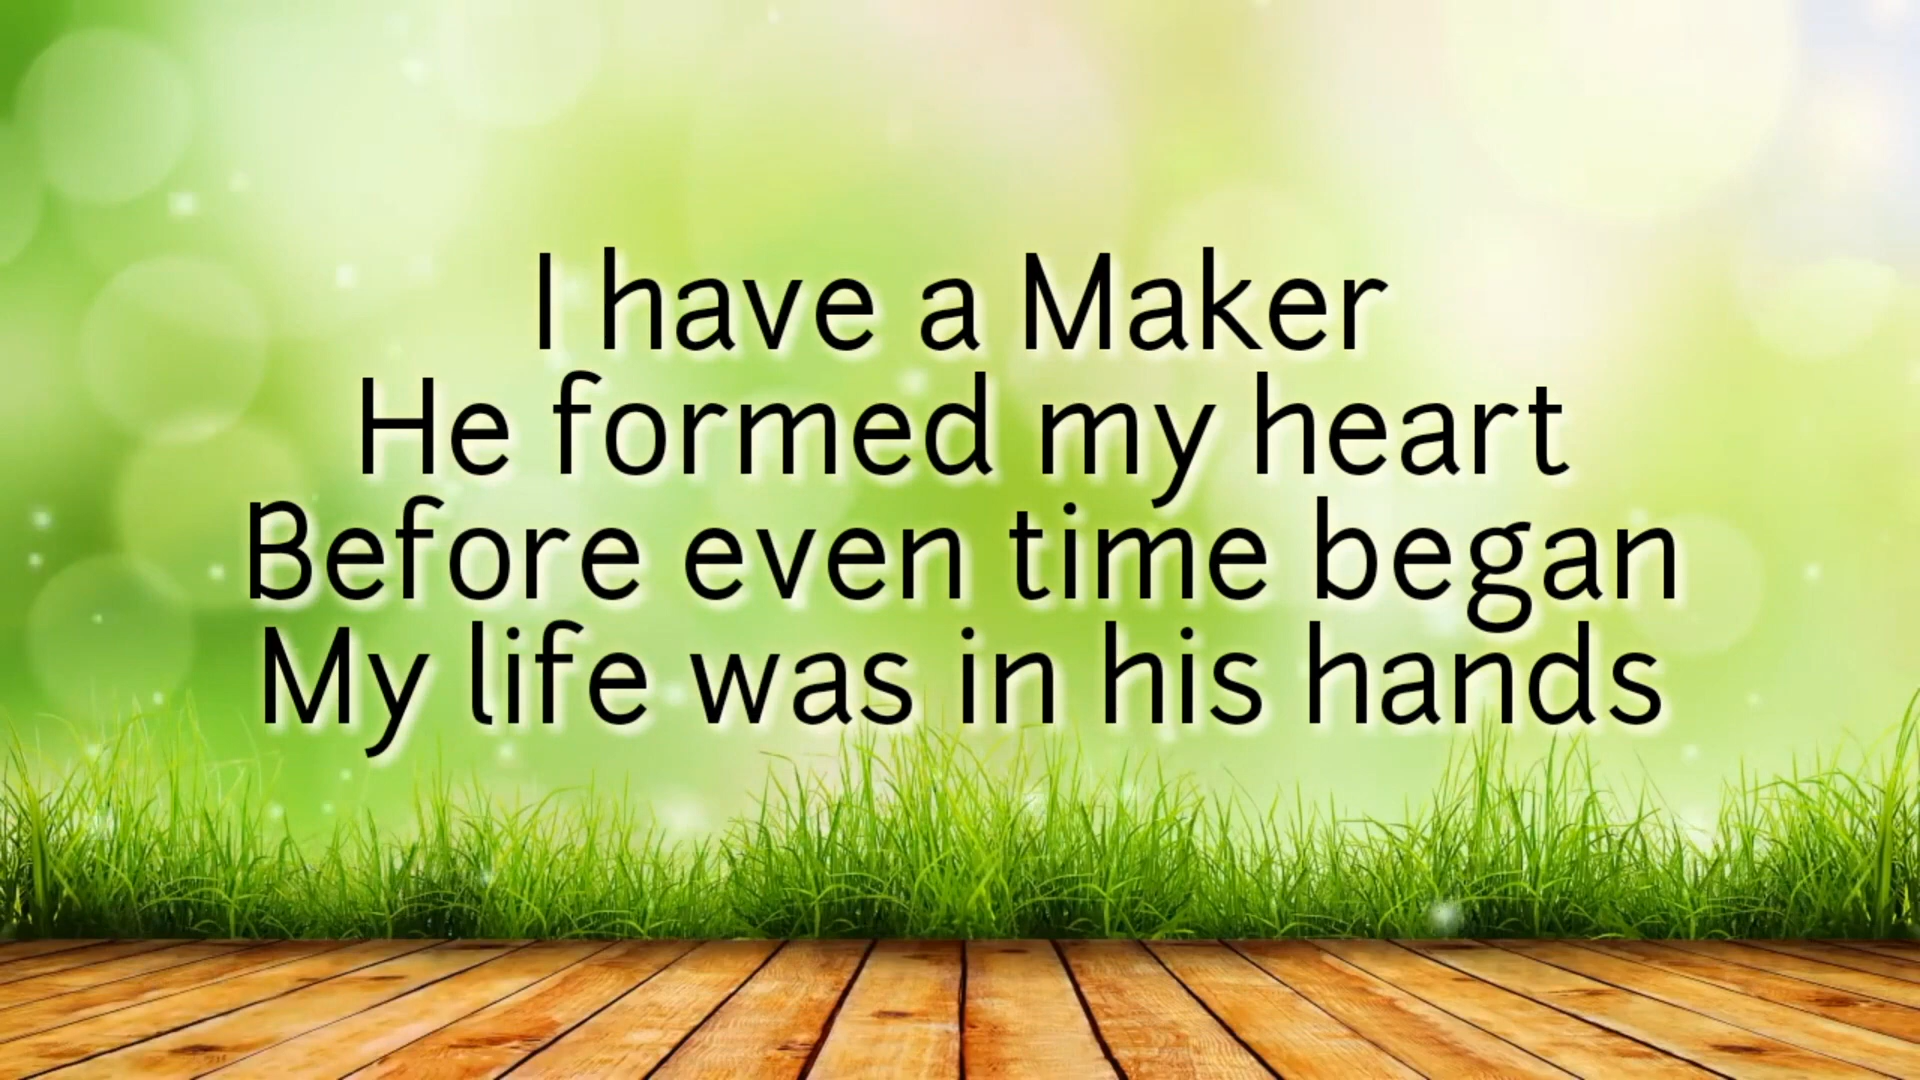 I have a Maker
He formed my heart
Before even time began
My life was in his hands